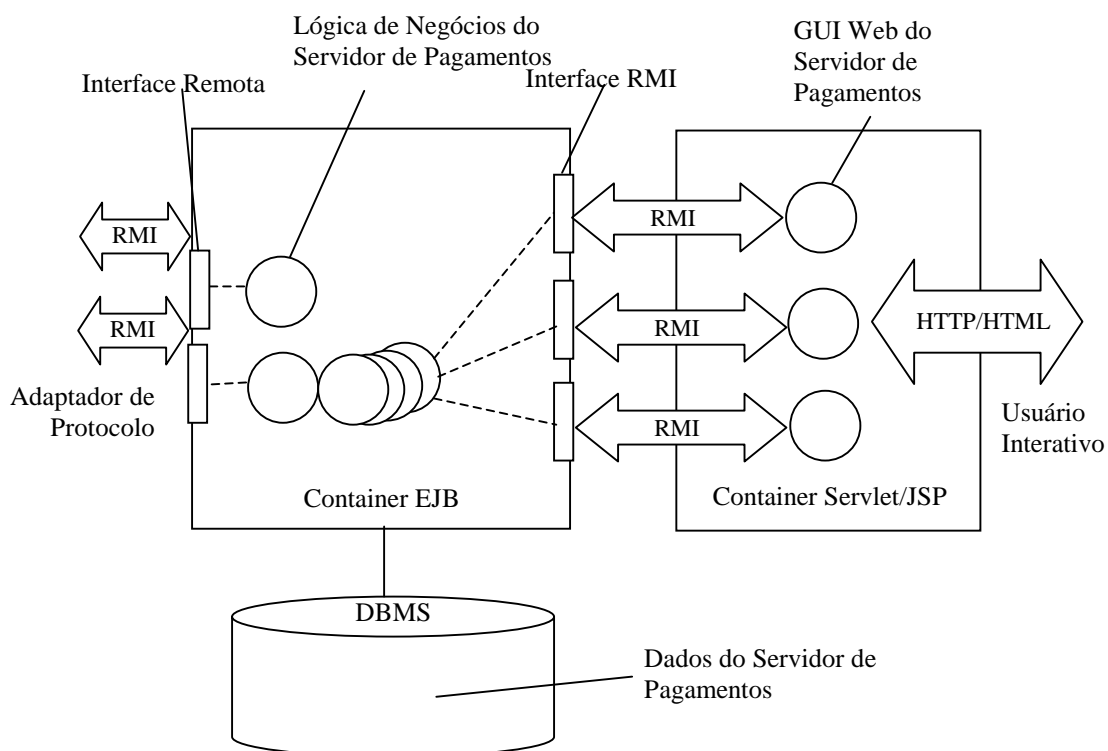 Lógica de Negócios do
Servidor de Pagamentos
GUI Web do
Servidor de
Pagamentos
Interface Remota
Interface RMI
RMI
RMI
RMI
RMI
RMI
HTTP/HTML
Adaptador de
Protocolo
Usuário
Interativo
Container EJB
Container Servlet/JSP
DBMS
Dados do Servidor de
Pagamentos